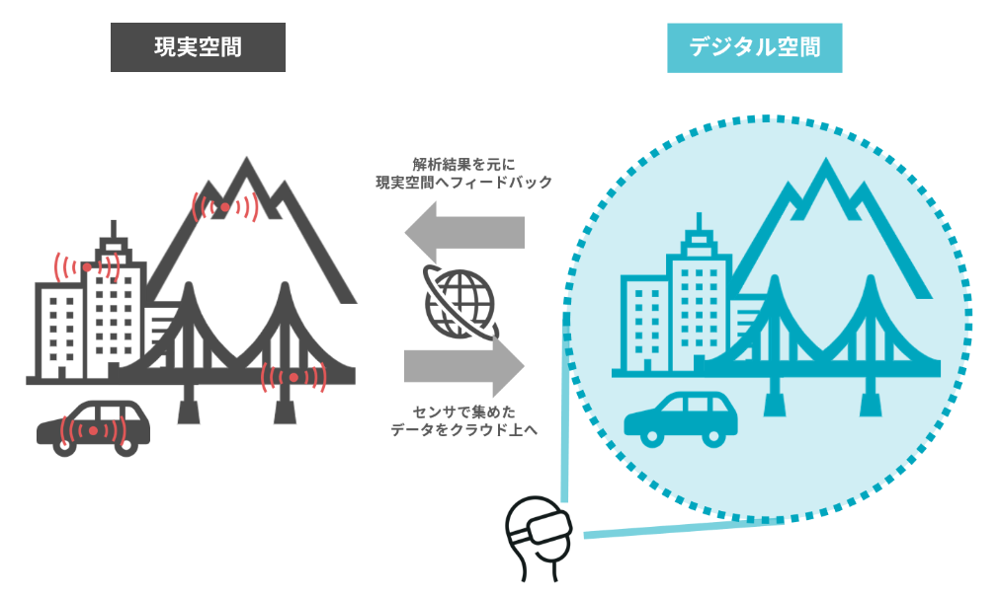 現実空間
デジタル空間
解析結果を元に
現実空間へフィードバック
センサで集めた
データをクラウド上へ